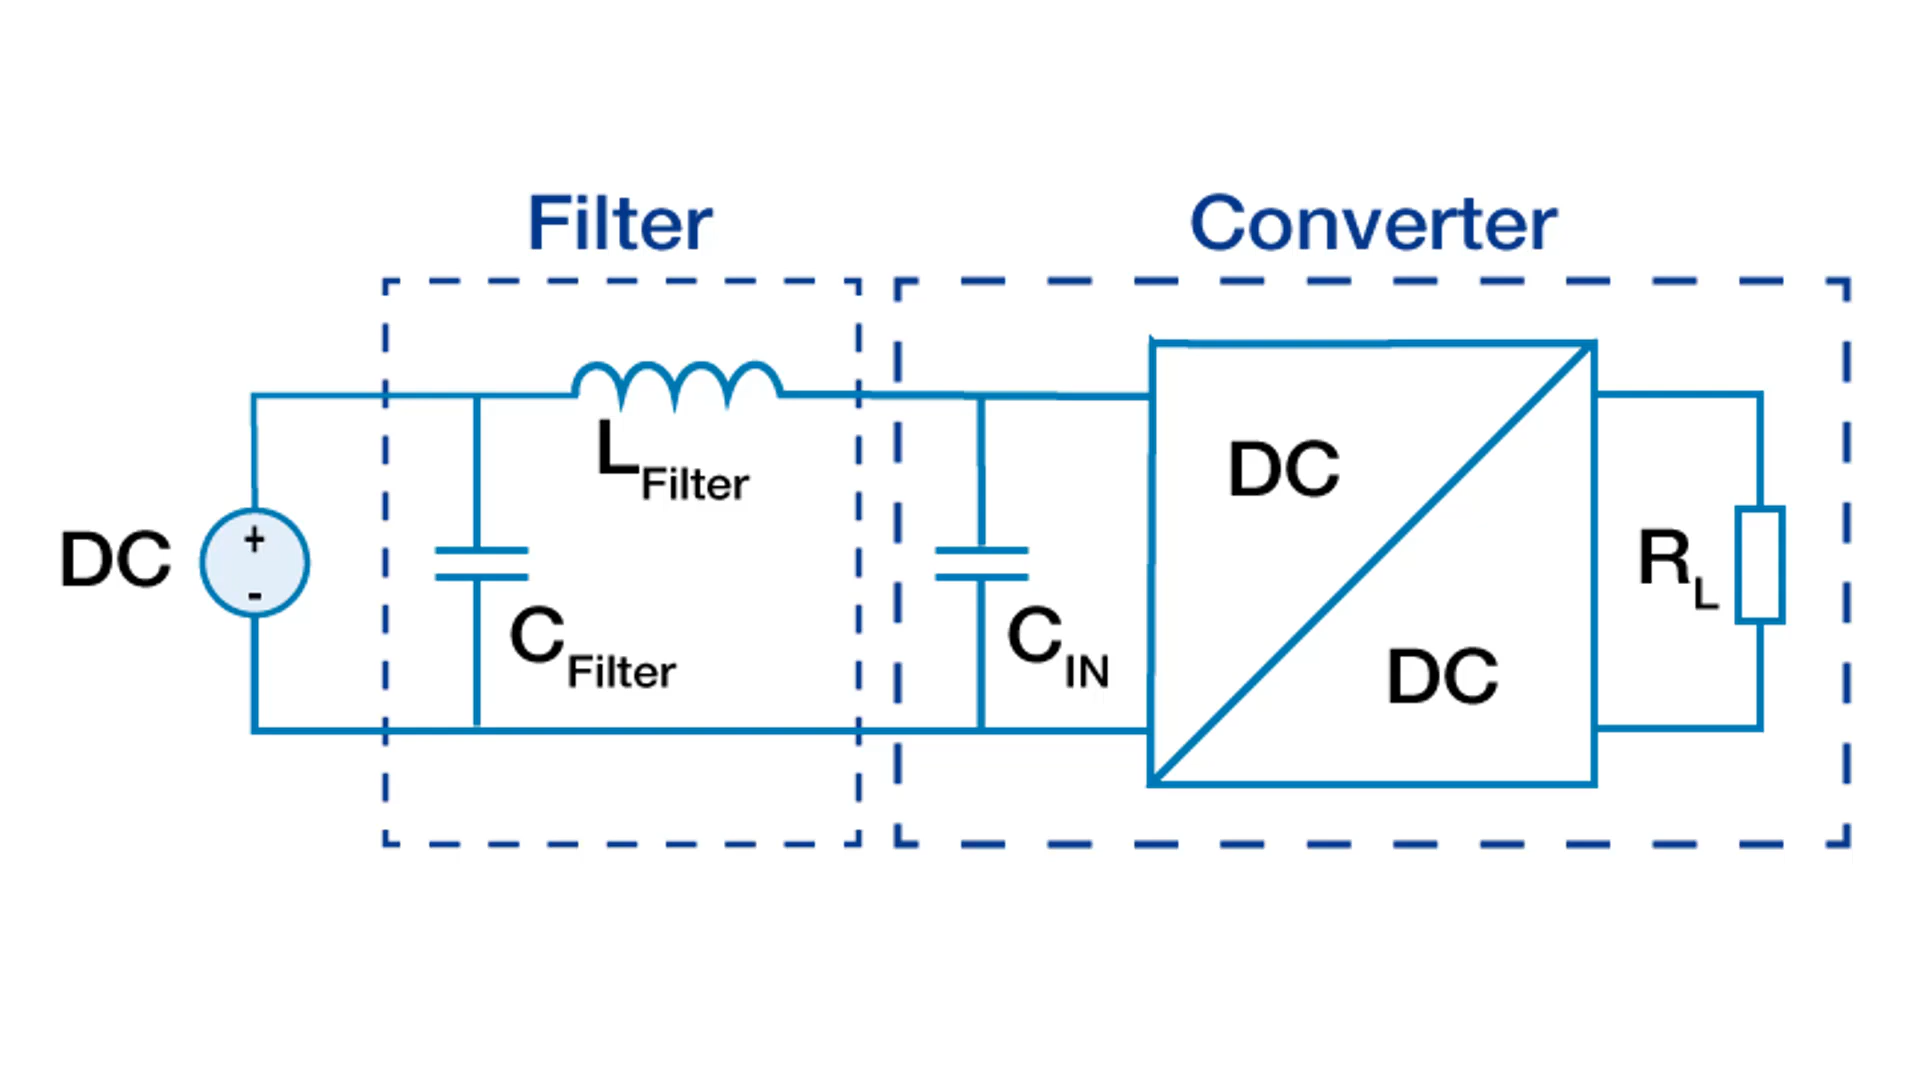 Filter
Converter
L Filter
DC
+
-
C Filter
C IN
DC
DC
R L